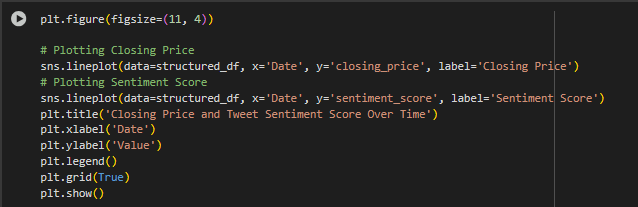 plt.figure(figsize=(11, 4))
# Plotting Closing Price
sns.lineplot(data=structured_df, x='Date', y='closing_price', label='Closing Price')
# Plotting Sentiment Score
sns.lineplot(data=structured_df, x='Date', y='sentiment_score', label='Sentiment Score')
plt.title('Closing Price and Tweet Sentiment Score Over Time')
plt.xlabel('Date')
plt.ylabel('Value')
plt.legend()
plt.grid(True)
plt.show()